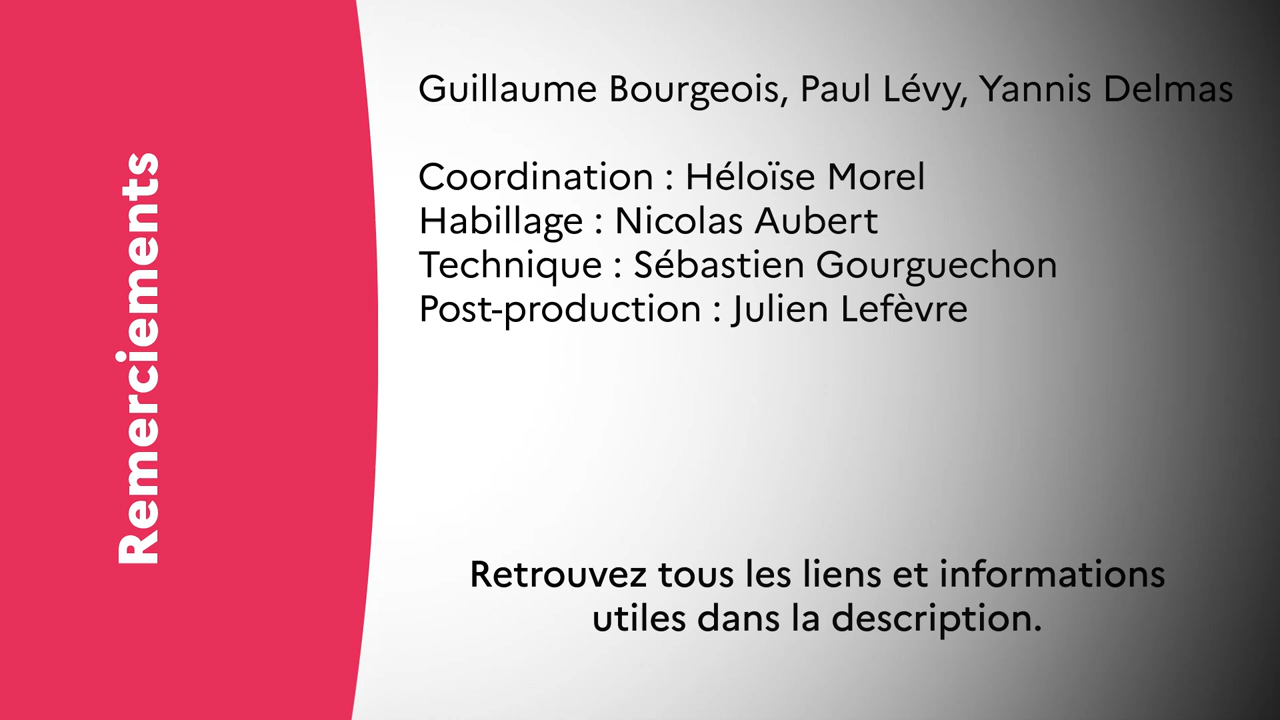 Remerciements
Guillaume Bourgeois, Paul Lévy, Yannis Delmas
Coordination : Héloïse Morel
Habillage : Nicolas Aubert
Technique : Sébastien Gourguechon
Post-production : Julien Lefèvre
Retrouvez tous les liens et informations
utiles dans la description.